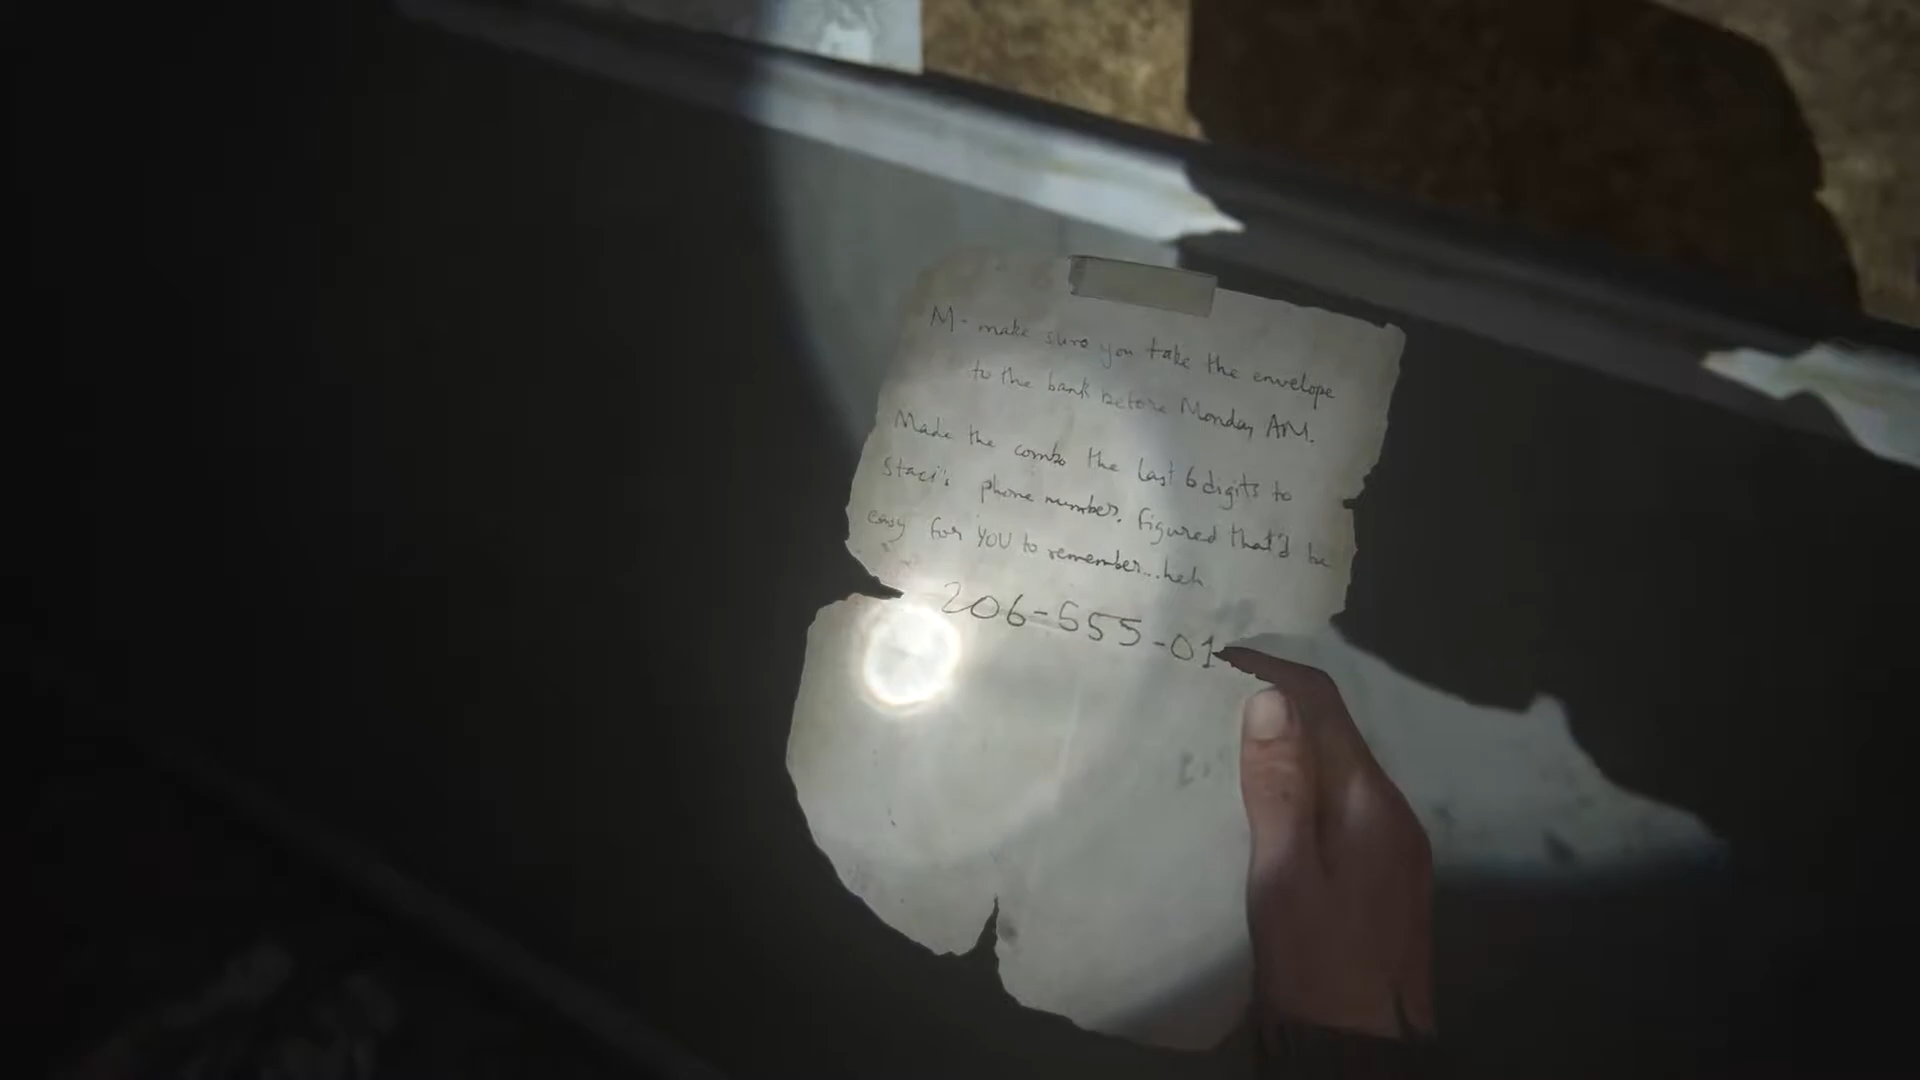 M- make sure you take the envelope
to the bank before Monday AM.
Made the combo the last 6 digits to
Staci's phone number. figured that'd be
easy for YOU to remember...heh
206-555-01